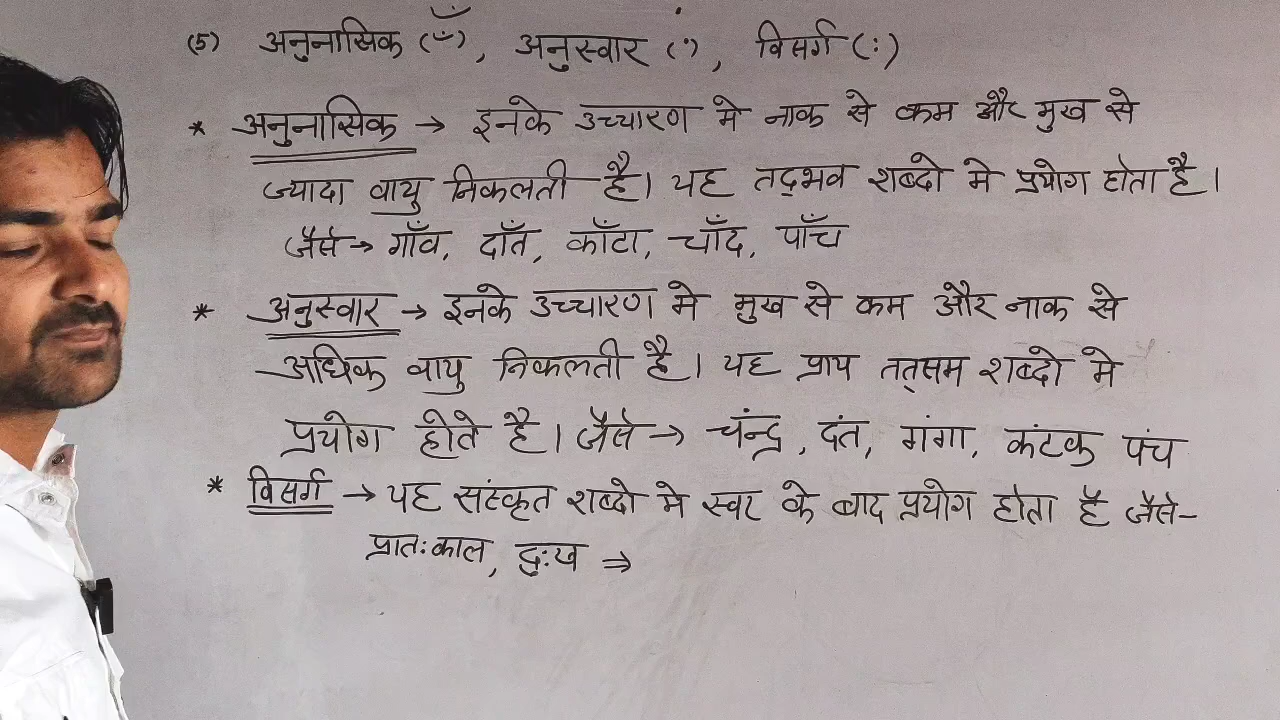 (5) अनुनासिक (ँ), अनुस्वार (ं), विसर्ग (ः)
* अनुनासिक → इनके उच्चारण मे नाक से कम और मुख से
ज्यादा वायु निकलती है। यह तद्‌भव शब्दो मे प्रयोग होता है।
जैसे → गाँव, दाँत, काँटा, चाँद, पाँच
* अनुस्वार → इनके उच्चारण मे मुख से कम और नाक से
अधिक वायु निकलती है। यह प्राय तत्सम शब्दो मे
प्रयोग होते है। जैसे → चंन्द्र, दंत, गंगा, कंटक पंच
* विसर्ग → यह संस्कृत शब्दो मे स्वर के बाद प्रयोग होता है जैसे-
प्रातःकाल, दुःख ⇒